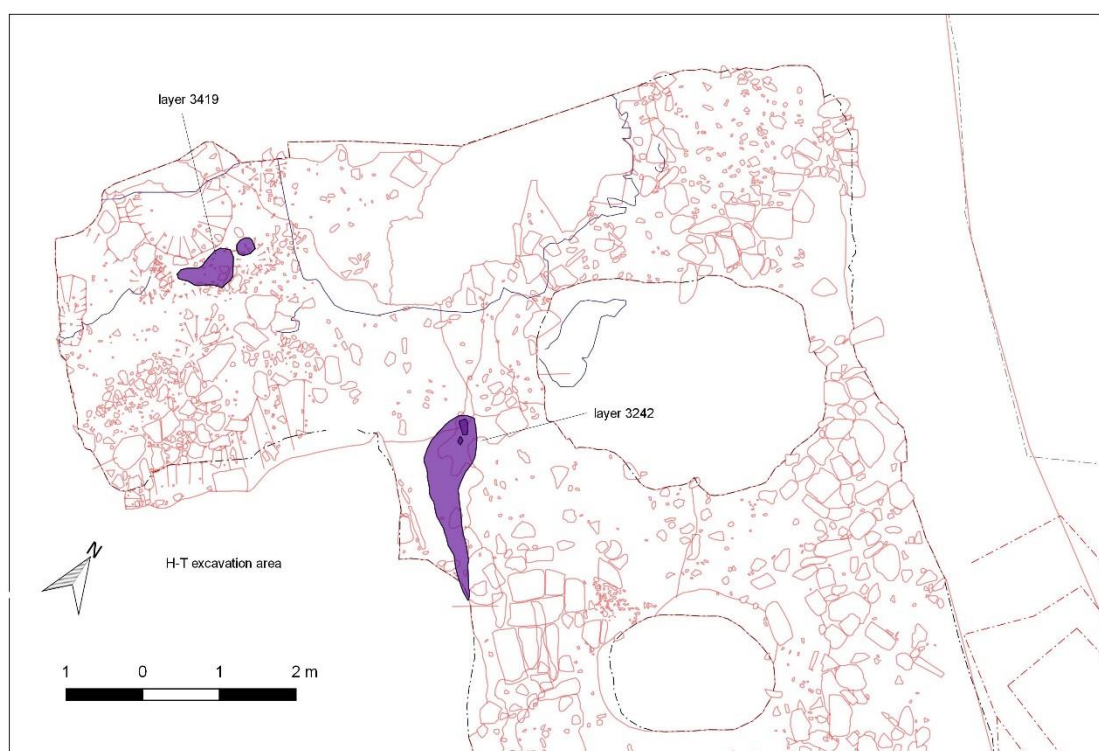 layer 3419
layer 3242
N
H-T excavation area
1 0 1 2 m